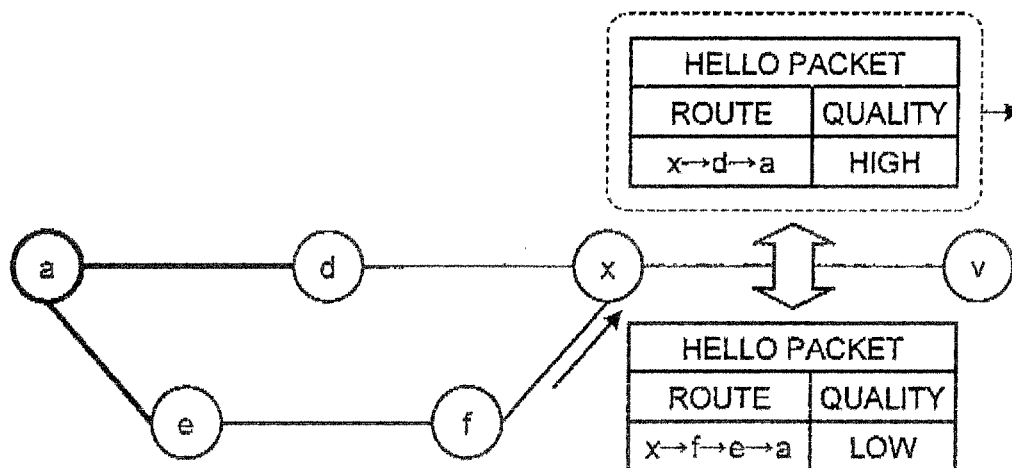 HELLO PACKET
ROUTE QUALITY
x→d→a HIGH
a d x v
HELLO PACKET
ROUTE QUALITY
e f
x→f→e→a LOW